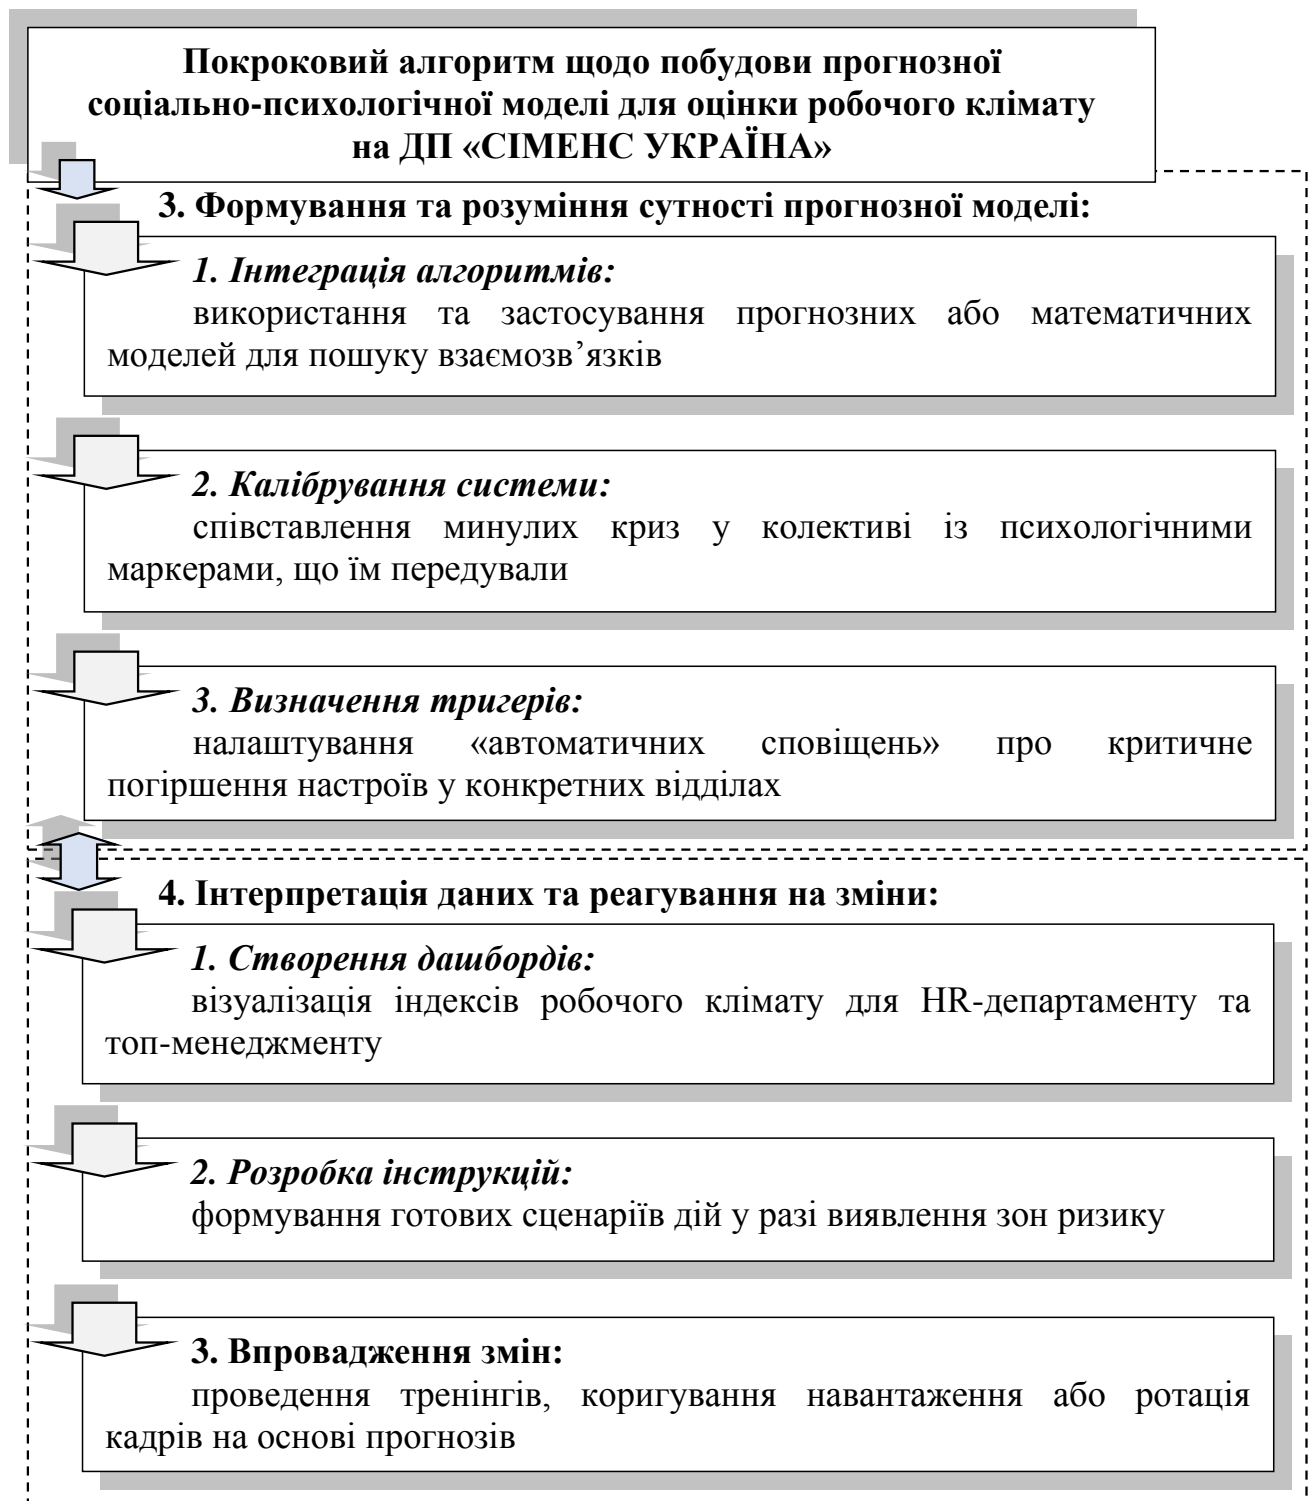 Покроковий алгоритм щодо побудови прогнозної
соціально-психологічної моделі для оцінки робочого клімату
на ДП «СІМЕНС УКРАЇНА»
3. Формування та розуміння сутності прогнозної моделі:
1. Інтеграція алгоритмів:
використання та застосування прогнозних або математичних
моделей для пошуку взаємозв’язків
2. Калібрування системи:
співставлення минулих криз у колективі із психологічними
маркерами, що їм передували
3. Визначення тригерів:
налаштування «автоматичних сповіщень» про критичне
погіршення настроїв у конкретних відділах
4. Інтерпретація даних та реагування на зміни:
1. Створення дашбордів:
візуалізація індексів робочого клімату для HR-департаменту та
топ-менеджменту
2. Розробка інструкцій:
формування готових сценаріїв дій у разі виявлення зон ризику
3. Впровадження змін:
проведення тренінгів, коригування навантаження або ротація
кадрів на основі прогнозів